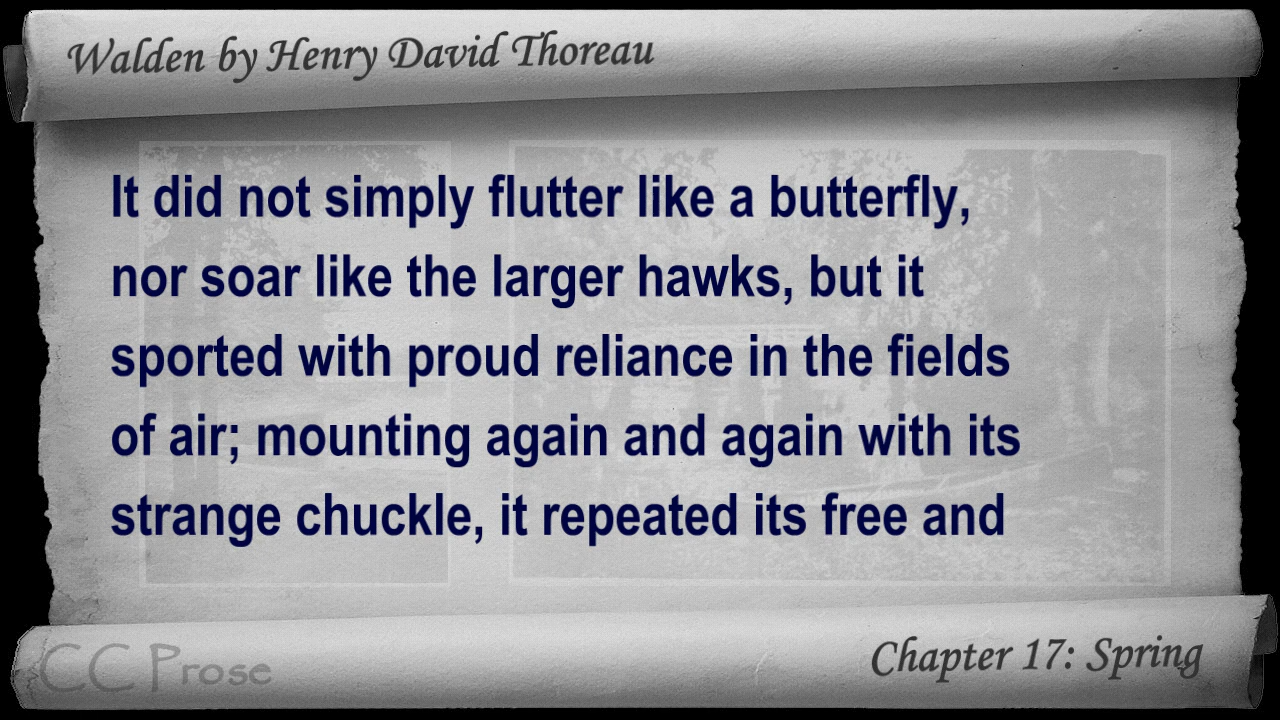 Walden by Henry David Thoreau
It did not simply flutter like a butterfly,
nor soar like the larger hawks, but it
sported with proud reliance in the fields
of air; mounting again and again with its
strange chuckle, it repeated its free and
CC Prose
Chapter 17: Spring